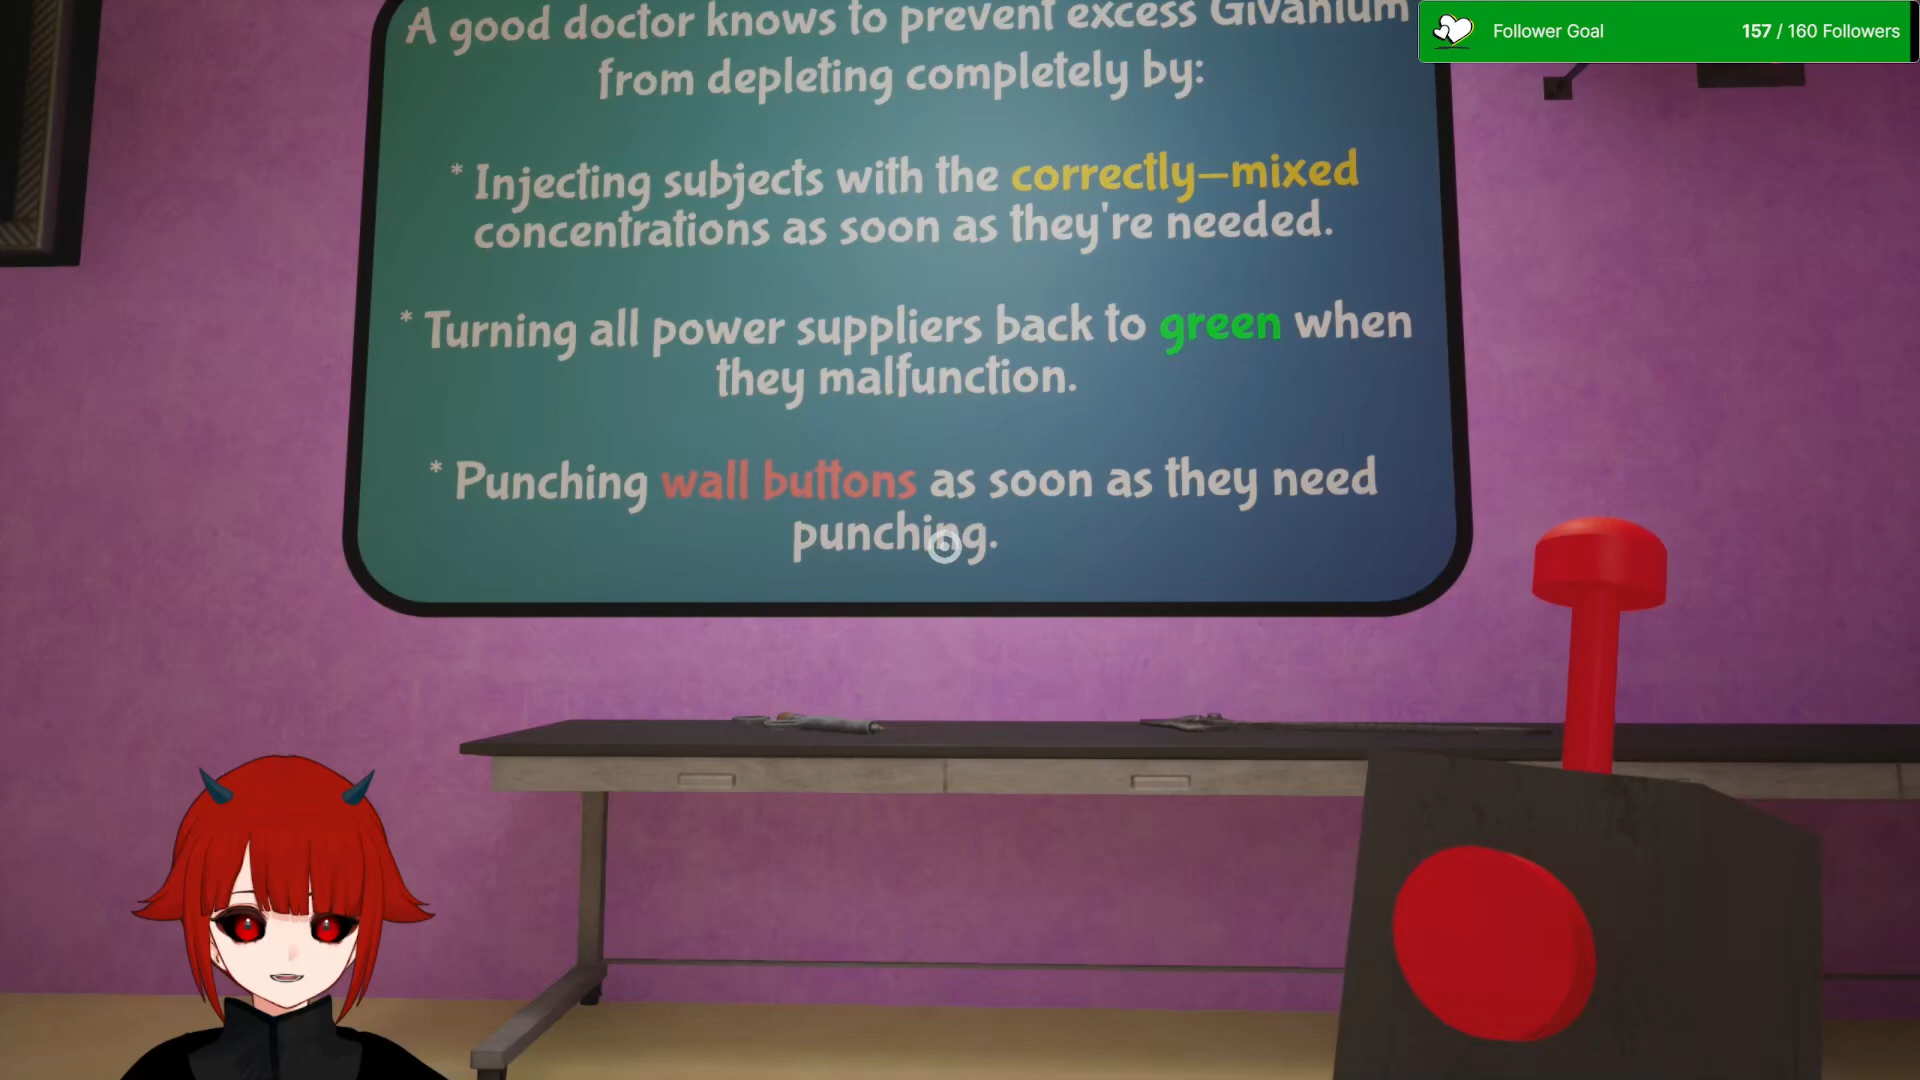 A good doctor knows to prevent excess Givanium
from depleting completely by:
* Injecting subjects with the correctly-mixed
concentrations as soon as they're needed.
* Turning all power suppliers back to green when
they malfunction.
* Punching wall buttons as soon as they need
punching.
Follower Goal
157 / 160 Followers